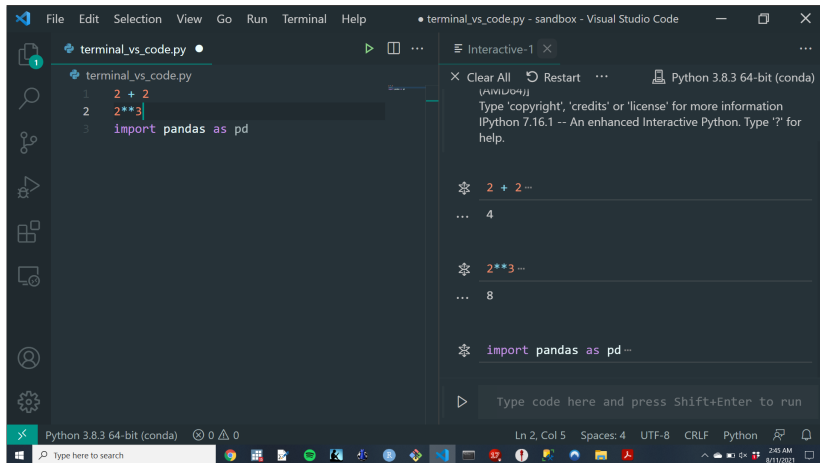 File Edit Selection View Go Run Terminal Help
● terminal_vs_code.py - sandbox - Visual Studio Code
terminal_vs_code.py ●
terminal_vs_code.py
1 2 + 2
2 2**3
3 import pandas as pd
1
Interactive-1
Clear All Restart ··· Python 3.8.3 64-bit (conda)
(AMD64)]
Type 'copyright', 'credits' or 'license' for more information
IPython 7.16.1 -- An enhanced Interactive Python. Type '?' for
help.
2 + 2···
... 4
2**3···
... 8
import pandas as pd···
Type code here and press Shift+Enter to run
Python 3.8.3 64-bit (conda) 0 0
Ln 2, Col 5 Spaces: 4 UTF-8 CRLF Python
Type here to search
2:45 AM
8/11/2021